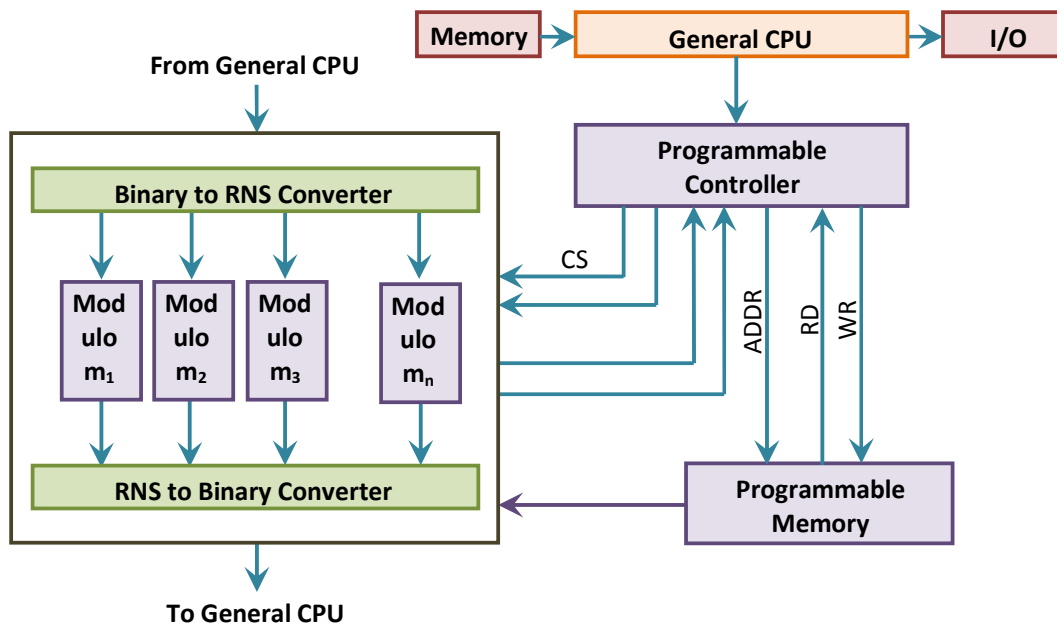 Memory
General CPU
I/O
From General CPU
Programmable
Controller
Binary to RNS Converter
CS
Mod
ulo
m₁
Mod
ulo
m₂
Mod
ulo
m₃
Mod
ulo
mₙ
ADDR
RD
WR
RNS to Binary Converter
Programmable
Memory
To General CPU